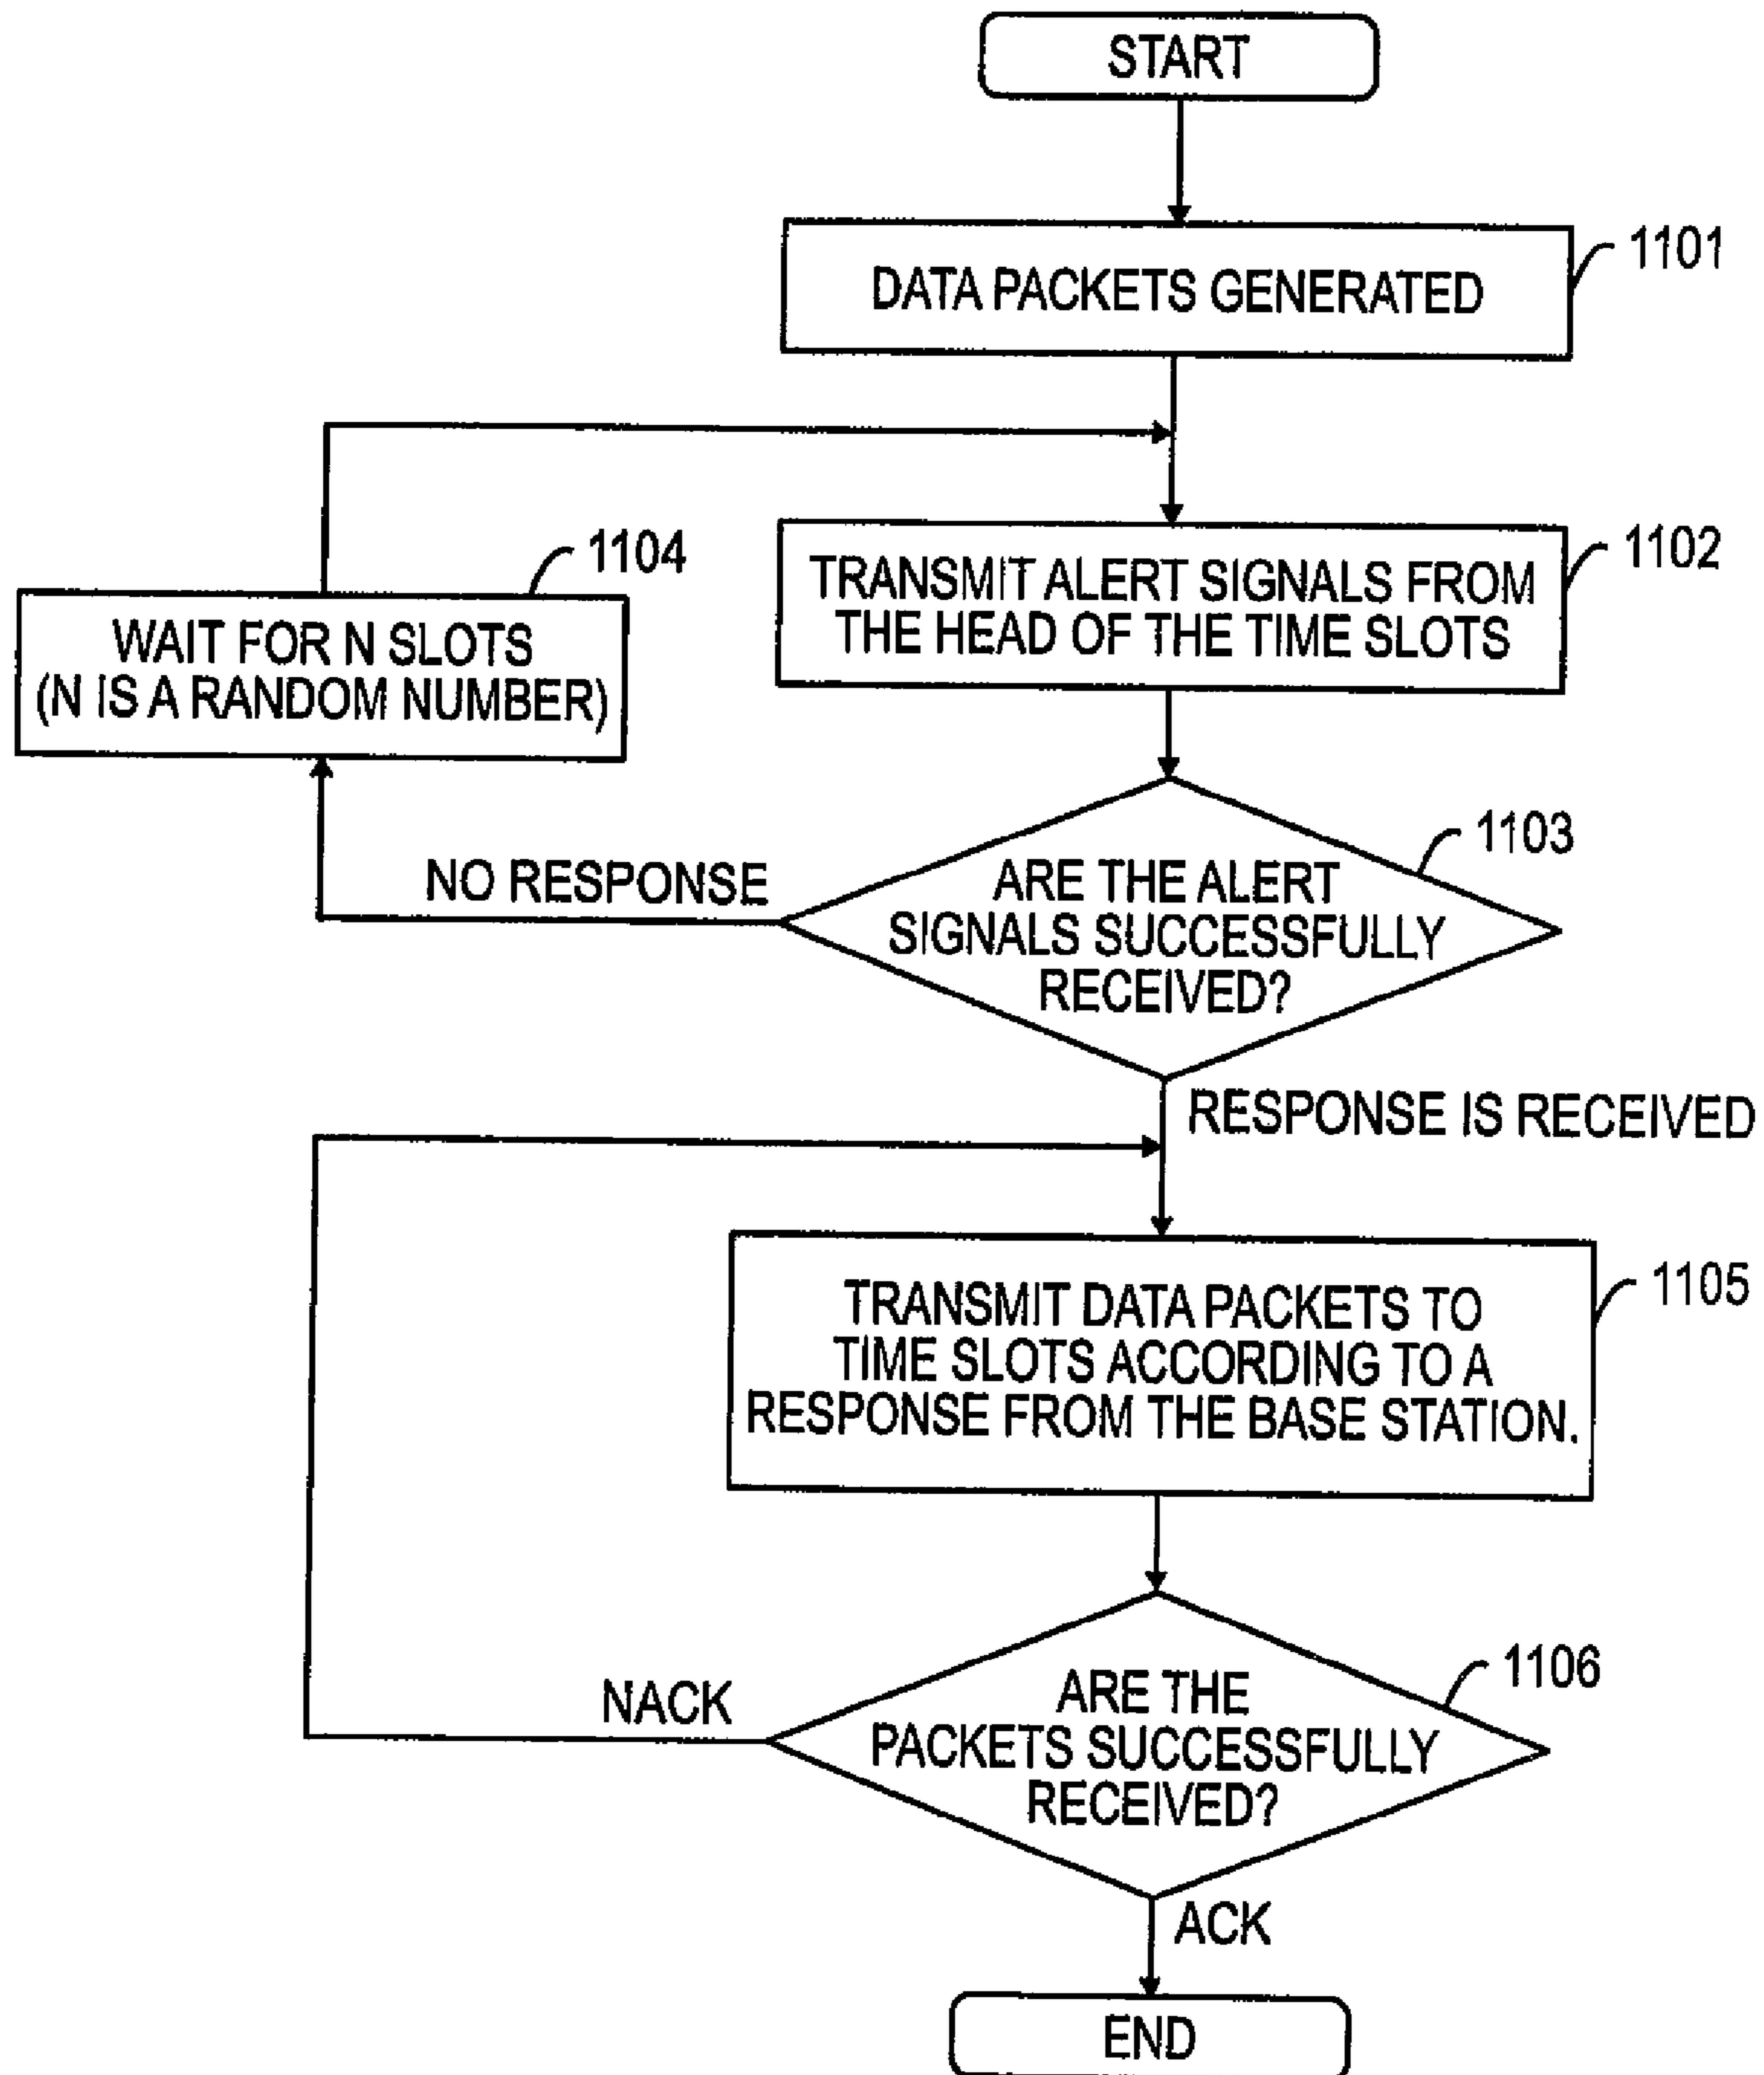 START
DATA PACKETS GENERATED
1101
TRANSMIT ALERT SIGNALS FROM
THE HEAD OF THE TIME SLOTS
1102
WAIT FOR N SLOTS
(N IS A RANDOM NUMBER)
1104
ARE THE ALERT
SIGNALS SUCCESSFULLY
RECEIVED?
1103
NO RESPONSE
RESPONSE IS RECEIVED
TRANSMIT DATA PACKETS TO
TIME SLOTS ACCORDING TO A
RESPONSE FROM THE BASE STATION.
1105
ARE THE
PACKETS SUCCESSFULLY
RECEIVED?
1106
NACK
ACK
END